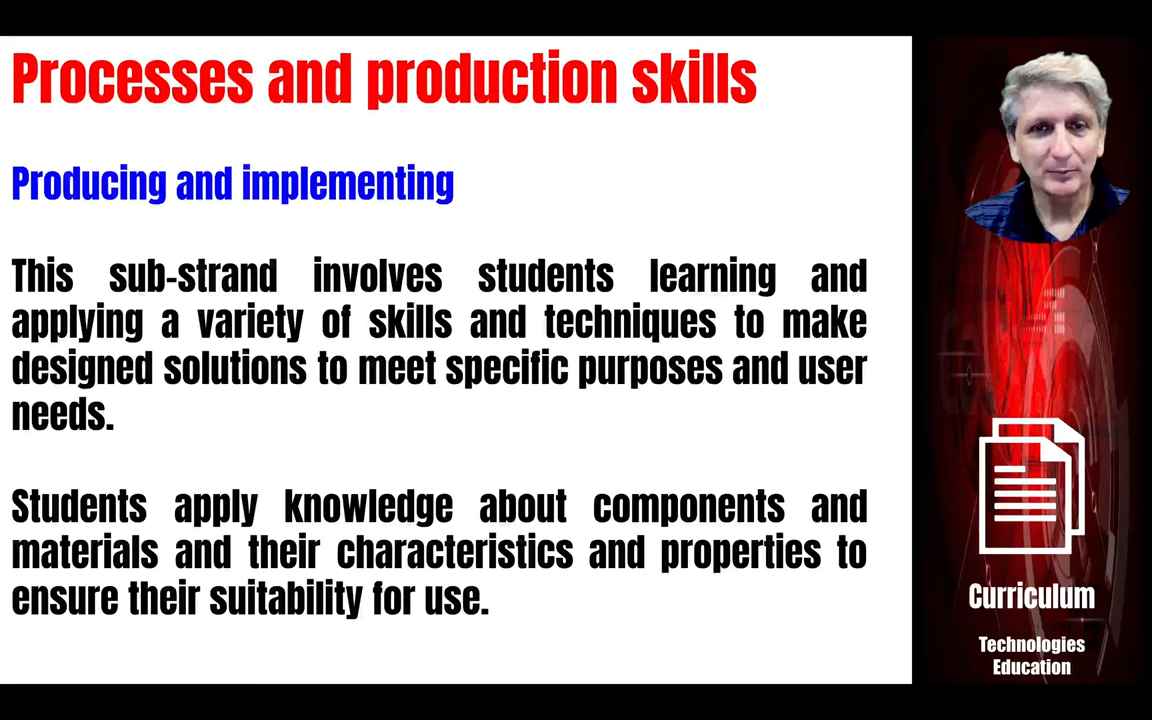 Processes and production skills
Producing and implementing
This sub-strand involves students learning and
applying a variety of skills and techniques to make
designed solutions to meet specific purposes and user
needs.
Students apply knowledge about components and
materials and their characteristics and properties to
ensure their suitability for use.
Curriculum
Technologies
Education